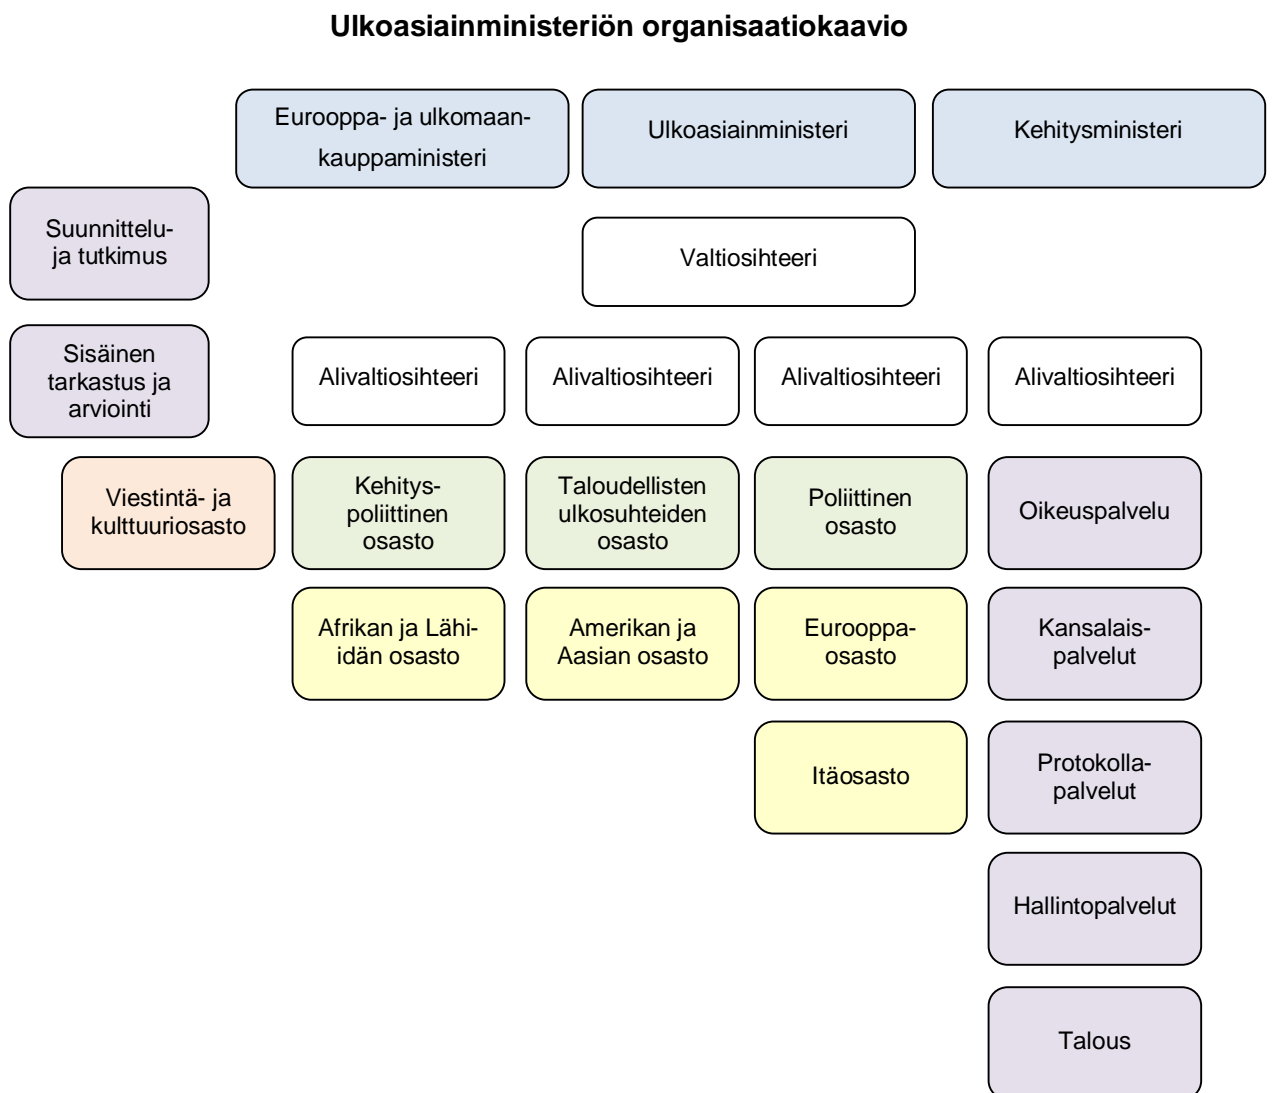 Ulkoasiainministeriön organisaatiokaavio
Eurooppa- ja ulkomaan-
kauppaministeri
Ulkoasiainministeri
Kehitysministeri
Suunnittelu-
ja tutkimus
Valtiosihteeri
Sisäinen
tarkastus ja
arviointi
Alivaltiosihteeri
Alivaltiosihteeri
Alivaltiosihteeri
Alivaltiosihteeri
Viestintä- ja
kulttuuriosasto
Kehitys-
poliittinen
osasto
Taloudellisten
ulkosuhteiden
osasto
Poliittinen
osasto
Oikeuspalvelu
Afrikan ja Lähi-
idän osasto
Amerikan ja
Aasian osasto
Eurooppa-
osasto
Kansalais-
palvelut
Itäosasto
Protokolla-
palvelut
Hallintopalvelut
Talous